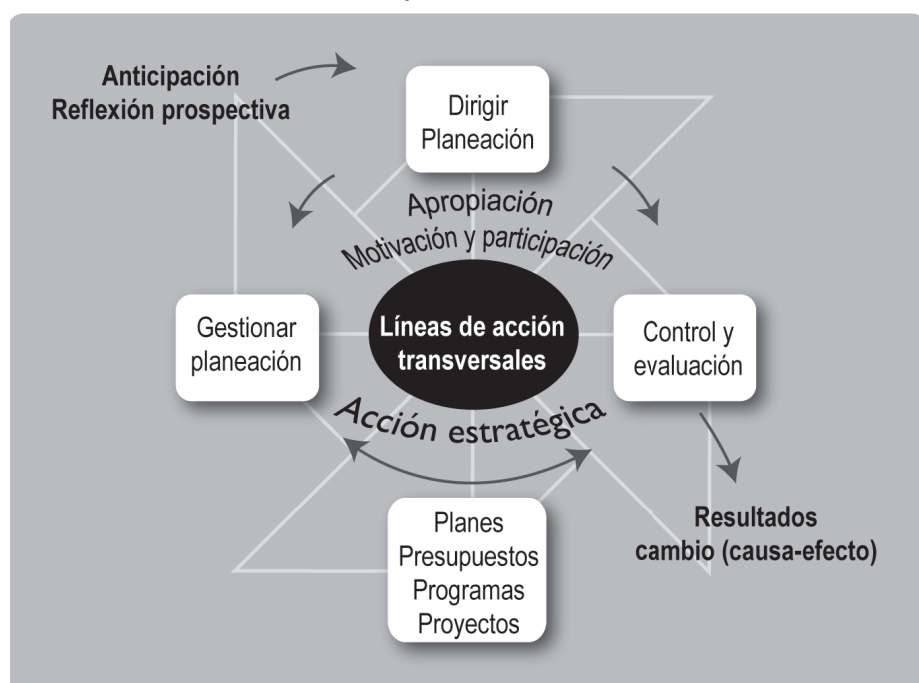 Anticipación
Reflexión prospectiva
Dirigir
Planeación
Apropiación
Motivación y participación
Gestionar
planeación
Líneas de acción
transversales
Control y
evaluación
Acción estratégica
Planes
Presupuestos
Programas
Proyectos
Resultados
cambio (causa-efecto)